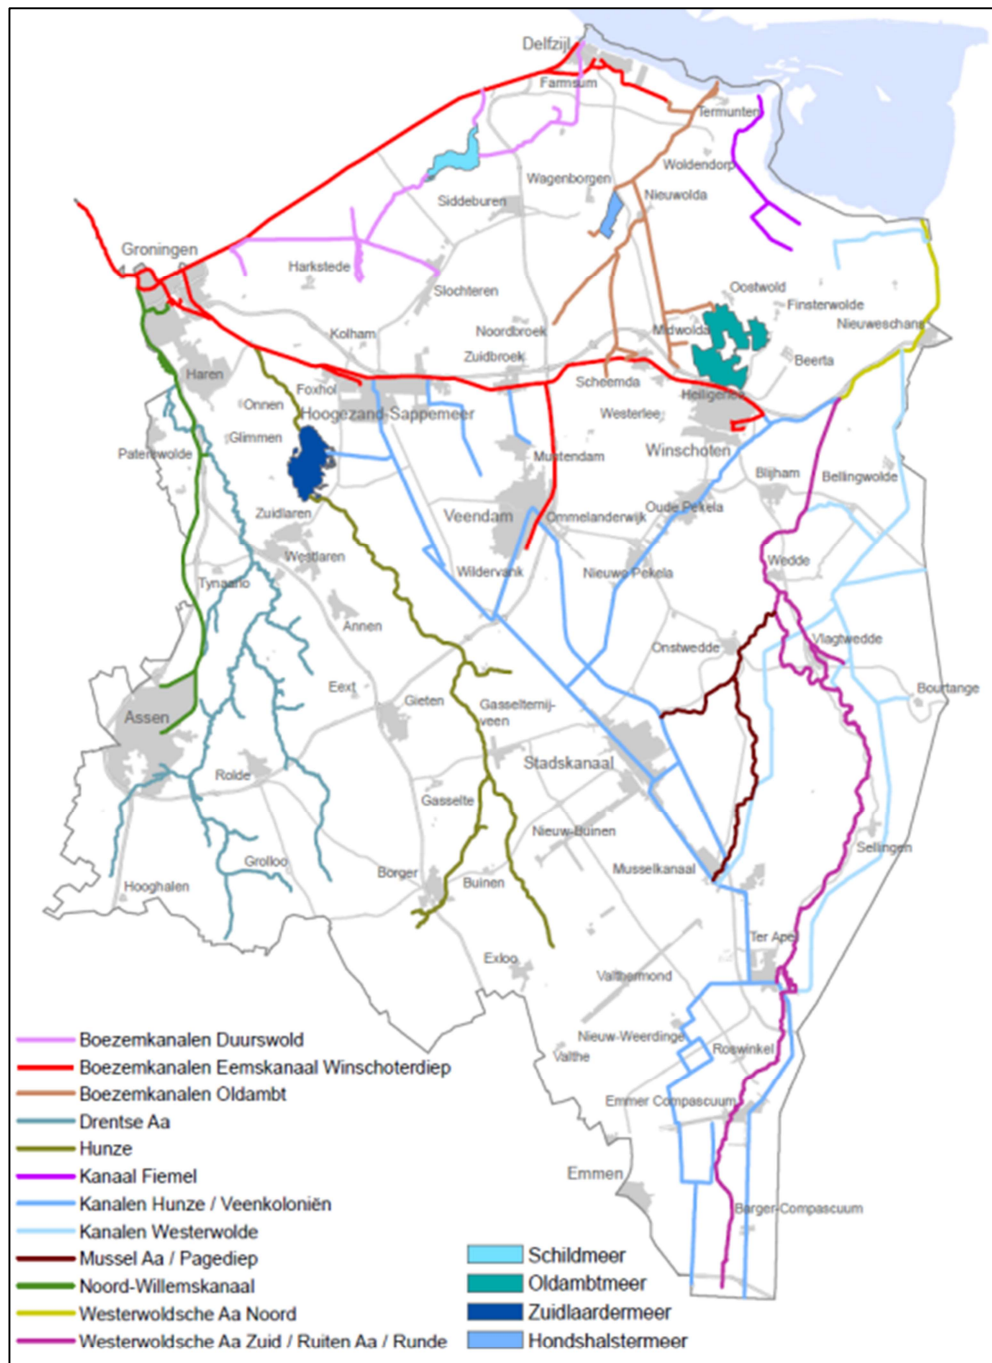 Delfzijl
Farmsum
Termunten
Woldendorp
Wagenborgen
Nieuwolda
Siddeburen
Groningen
Harkstede
Slochteren
Oostwold
Finsterwolde
Nieuweschans
Kolham
Noordbroek
Midwolda
Zuidbroek
Beerta
Haren
Foxhol
Scheemda
Heiligerlee
Onnen
Hoogezand-Sappemeer
Westerlee
Glimmen
Winschoten
Paterswolde
Muntendam
Blijham
Bellingwolde
Zuidlaren
Veendam
Ommelanderwijk
Oude Pekela
Westlaren
Wildervank
Nieuwe Pekela
Wedde
Tynaarlo
Annen
Onstwedde
Vlagtwedde
Eext
Bourtange
Gieten
Gasselternij-
veen
Assen
Stadskanaal
Rolde
Gasselte
Nieuw-Buinen
Sellingen
Grolloo
Borger
Buinen
Musselkanaal
Hooghalen
Exloo
Ter Apel
Valthermond
Nieuw-Weerdinge
Valthe
Roswinkel
Emmer Compascuum
Emmen
Barger-Compascuum
Boezemkanalen Duurswold
Boezemkanalen Eemskanaal Winschoterdiep
Boezemkanalen Oldambt
Drentse Aa
Hunze
Kanaal Fiemel
Kanalen Hunze / Veenkoloniën
Kanalen Westerwolde
Mussel Aa / Pagediep
Noord-Willemskanaal
Westerwoldsche Aa Noord
Westerwoldsche Aa Zuid / Ruiten Aa / Runde
Schildmeer
Oldambtmeer
Zuidlaardermeer
Hondshalstermeer